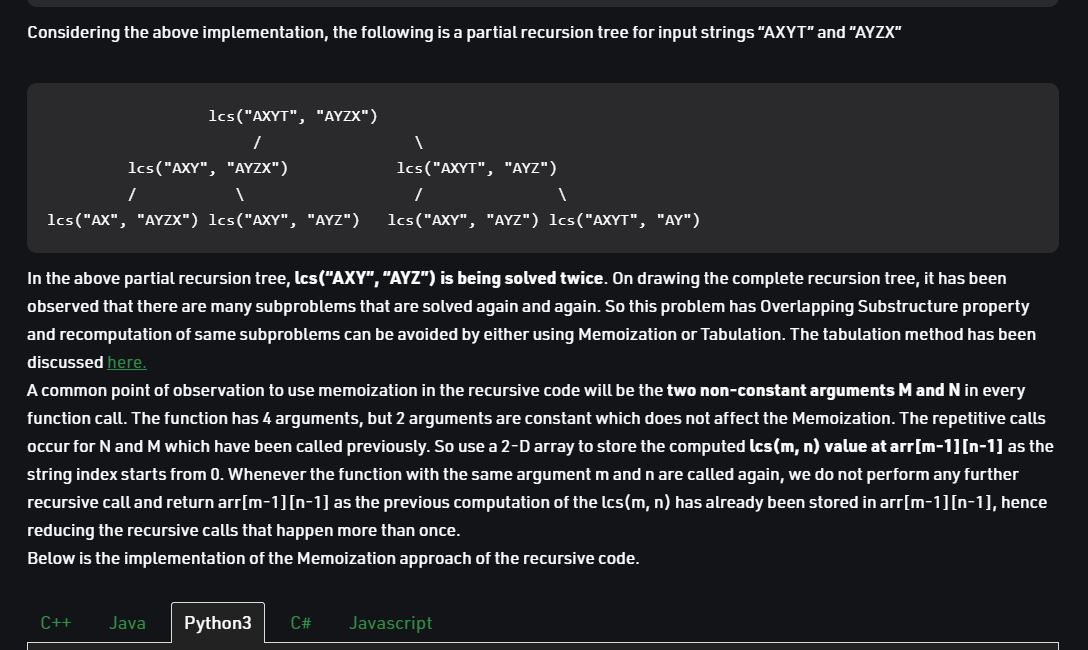 Considering the above implementation, the following is a partial recursion tree for input strings “AXYT” and “AYZX”
lcs("AXYT", "AYZX")
/ \
lcs("AXY", "AYZX") lcs("AXYT", "AYZ")
/ \ / \
lcs("AX", "AYZX") lcs("AXY", "AYZ") lcs("AXY", "AYZ") lcs("AXYT", "AY")
In the above partial recursion tree, lcs(“AXY”, “AYZ”) is being solved twice. On drawing the complete recursion tree, it has been
observed that there are many subproblems that are solved again and again. So this problem has Overlapping Substructure property
and recomputation of same subproblems can be avoided by either using Memoization or Tabulation. The tabulation method has been
discussed here.
A common point of observation to use memoization in the recursive code will be the two non-constant arguments M and N in every
function call. The function has 4 arguments, but 2 arguments are constant which does not affect the Memoization. The repetitive calls
occur for N and M which have been called previously. So use a 2-D array to store the computed lcs(m, n) value at arr[m-1][n-1] as the
string index starts from 0. Whenever the function with the same argument m and n are called again, we do not perform any further
recursive call and return arr[m-1][n-1] as the previous computation of the lcs(m, n) has already been stored in arr[m-1][n-1], hence
reducing the recursive calls that happen more than once.
Below is the implementation of the Memoization approach of the recursive code.
C++ Java Python3 C# Javascript